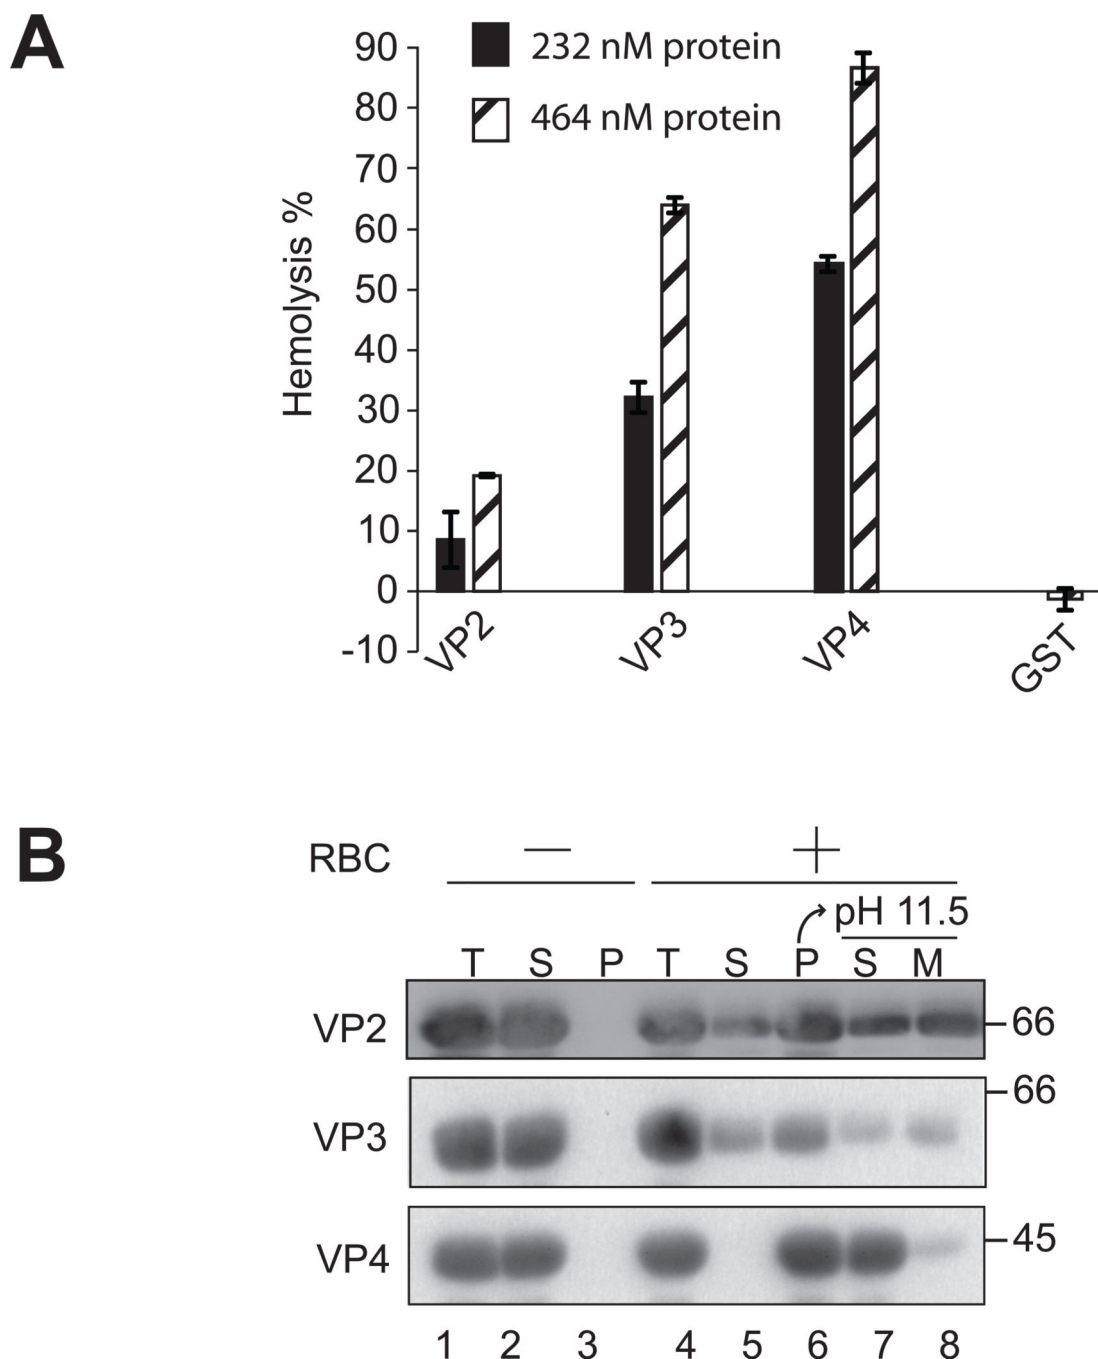 A
232 nM protein
464 nM protein
Hemolysis %
90
80
70
60
50
40
30
20
10
0
-10
VP2
VP3
VP4
GST
B
RBC
—
+
pH 11.5
T S P T S P S M
VP2
66
66
VP3
45
VP4
1 2 3 4 5 6 7 8